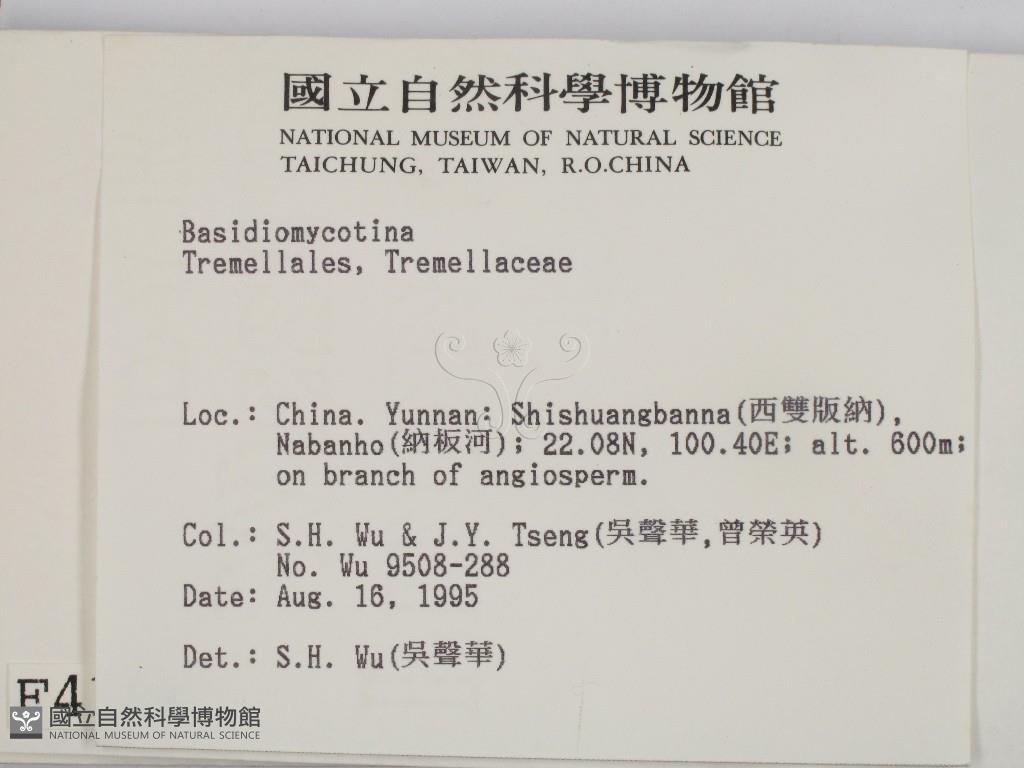 國立自然科學博物館
NATIONAL MUSEUM OF NATURAL SCIENCE
TAICHUNG, TAIWAN, R.O.CHINA
Basidiomycotina
Tremellales, Tremellaceae
Loc.: China. Yunnan: Shishuangbanna(西雙版納),
Nabanho(納板河); 22.08N, 100.40E; alt. 600m;
on branch of angiosperm.
Col.: S.H. Wu & J.Y. Tseng(吳聲華,曾榮英)
No. Wu 9508-288
Date: Aug. 16, 1995
Det.: S.H. Wu(吳聲華)
國立自然科學博物館
NATIONAL MUSEUM OF NATURAL SCIENCE